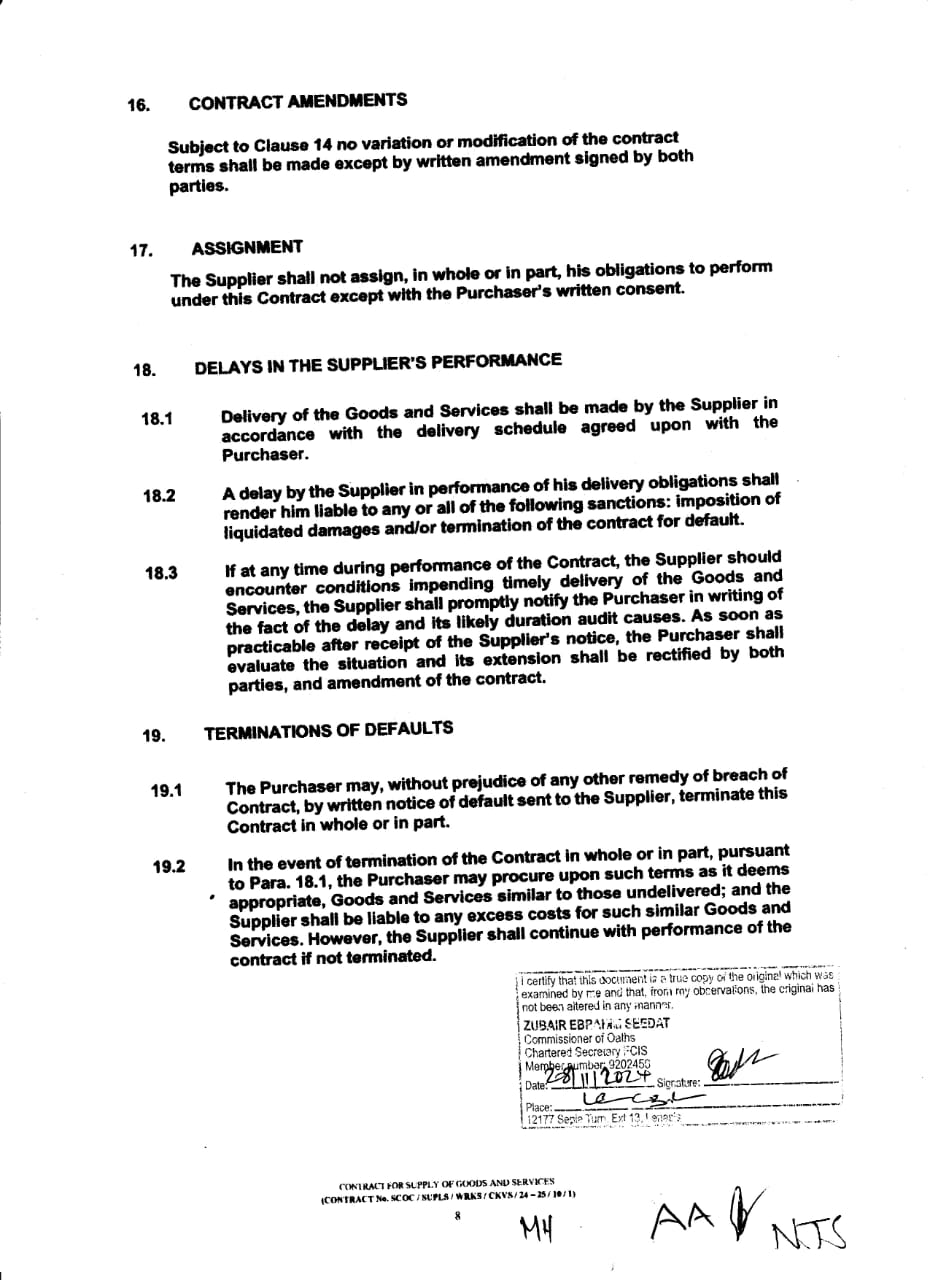 16. CONTRACT AMENDMENTS
Subject to Clause 14 no variation or modification of the contract
terms shall be made except by written amendment signed by both
parties.
17. ASSIGNMENT
The Supplier shall not assign, in whole or in part, his obligations to perform
under this Contract except with the Purchaser's written consent.
18. DELAYS IN THE SUPPLIER'S PERFORMANCE
18.1 Delivery of the Goods and Services shall be made by the Supplier in
accordance with the delivery schedule agreed upon with the
Purchaser.
18.2 A delay by the Supplier in performance of his delivery obligations shall
render him liable to any or all of the following sanctions: imposition of
liquidated damages and/or termination of the contract for default.
18.3 If at any time during performance of the Contract, the Supplier should
encounter conditions impending timely delivery of the Goods and
Services, the Supplier shall promptly notify the Purchaser in writing of
the fact of the delay and its likely duration audit causes. As soon as
practicable after receipt of the Supplier's notice, the Purchaser shall
evaluate the situation and its extension shall be rectified by both
parties, and amendment of the contract.
19. TERMINATIONS OF DEFAULTS
19.1 The Purchaser may, without prejudice of any other remedy of breach of
Contract, by written notice of default sent to the Supplier, terminate this
Contract in whole or in part.
19.2 In the event of termination of the Contract in whole or in part, pursuant
to Para. 18.1, the Purchaser may procure upon such terms as it deems
appropriate, Goods and Services similar to those undelivered; and the
Supplier shall be liable to any excess costs for such similar Goods and
Services. However, the Supplier shall continue with performance of the
contract if not terminated.
I certify that this document is a true copy of the original which was
examined by me and that, from my observations, the original has
not been altered in any manner.
ZUBAIR SEEDAT
Commissioner of Oaths
Chartered Secretary FCIS
Member number 9202450
Date: 28/11/2024 Signature:
Place:
12177 Ext 13,
CONTRACT FOR SUPPLY OF GOODS AND SERVICES
(CONTRACT No. SCOC / SUPLS / WRKS / CKVS / 24 – 25 / 10 / 1)
8
MH AA NTS